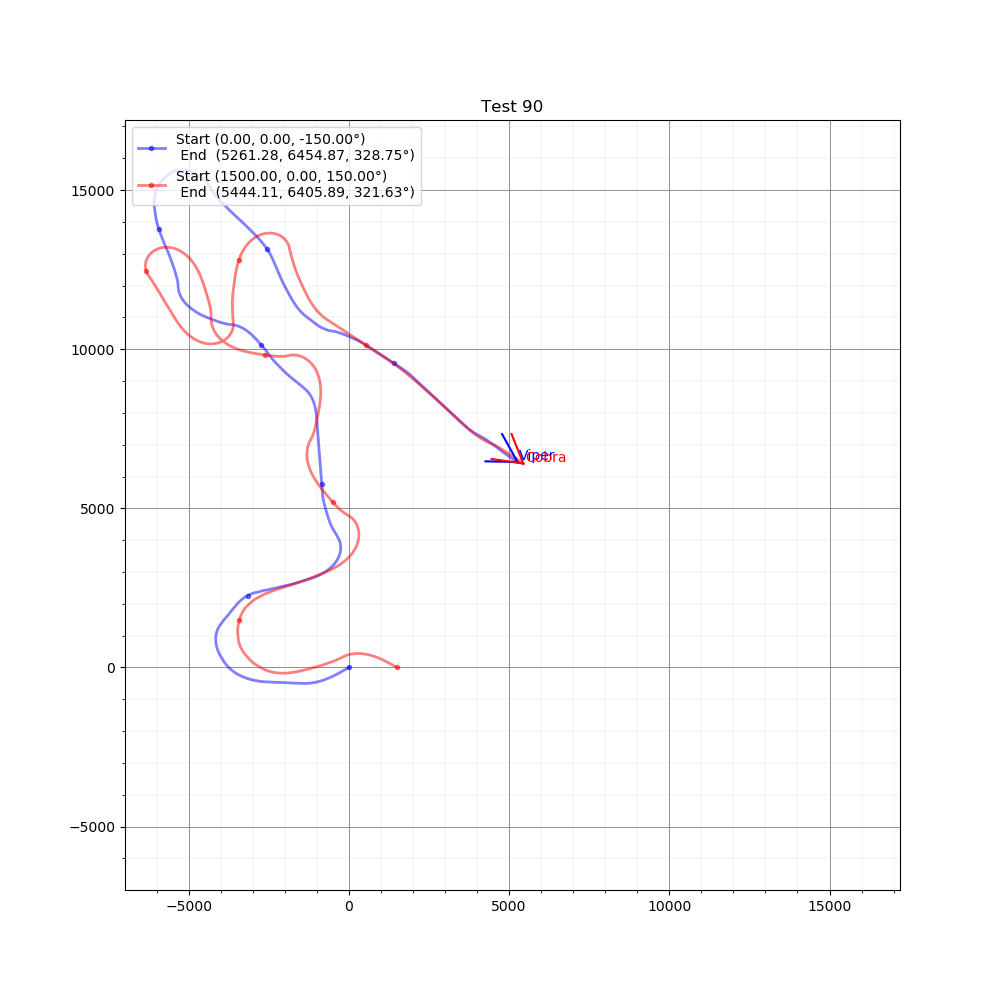 Test 90
Start (0.00, 0.00, -150.00°)
End (5261.28, 6454.87, 328.75°)
Start (1500.00, 0.00, 150.00°)
End (5444.11, 6405.89, 321.63°)
15000
10000
5000
0
−5000
Viper
Cobra
−5000
0
5000
10000
15000